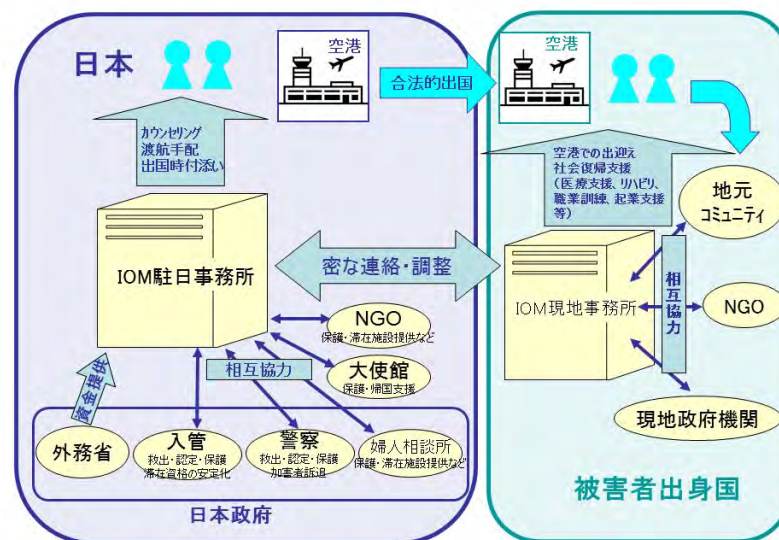 日本
空港
合法的出国
空港
カウンセリング
渡航手配
出国時付添い
空港での出迎え
社会復帰支援
(医療支援、リハビリ、
職業訓練、起業支援
等)
地元
コミュニティ
IOM駐日事務所
密な連絡・調整
IOM現地事務所
相互協力
NGO
NGO
保護・滞在施設提供など
大使館
保護・帰国支援
相互協力
資金提供
現地政府機関
外務省
入管
救出・認定・保護
滞在資格の安定化
警察
救出・認定・保護
加害者訴追
婦人相談所
保護・滞在施設提供など
日本政府
被害者出身国